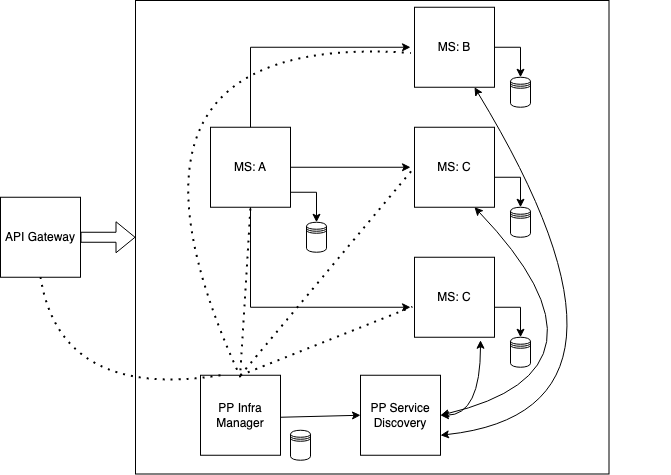 MS: B
MS: A
MS: C
API Gateway
MS: C
PP Infra
Manager
PP Service
Discovery